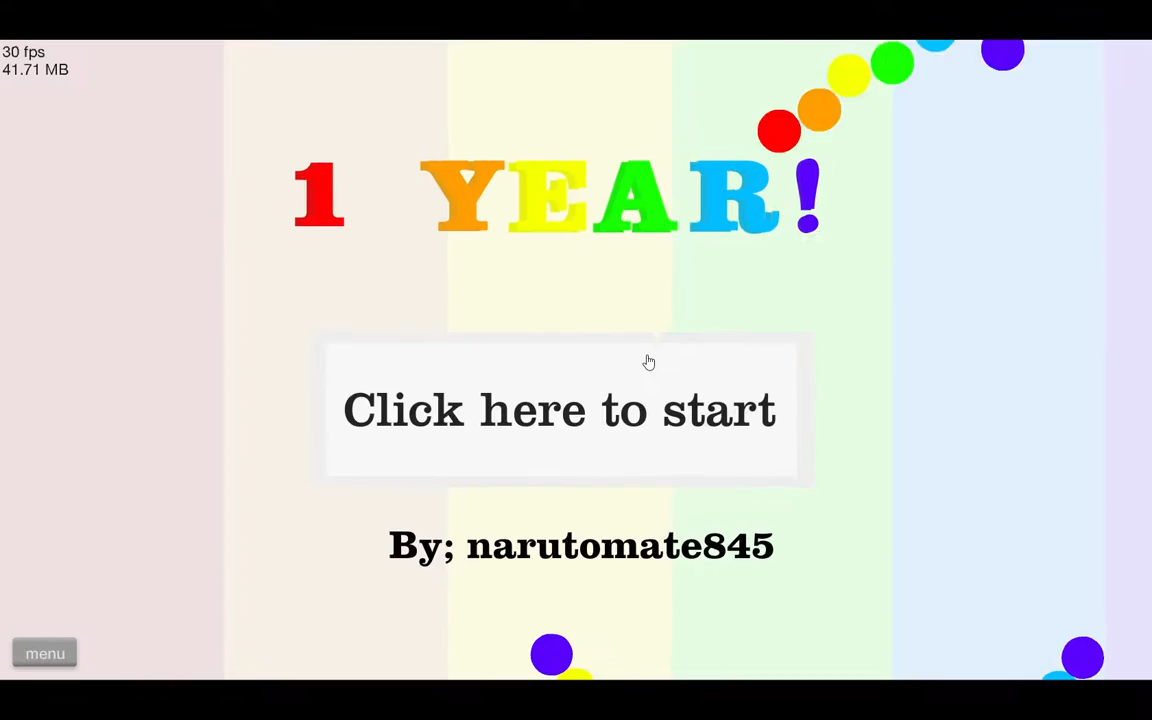 30 fps
41.71 MB
1 YEAR!
Click here to start
By; narutomate845
menu